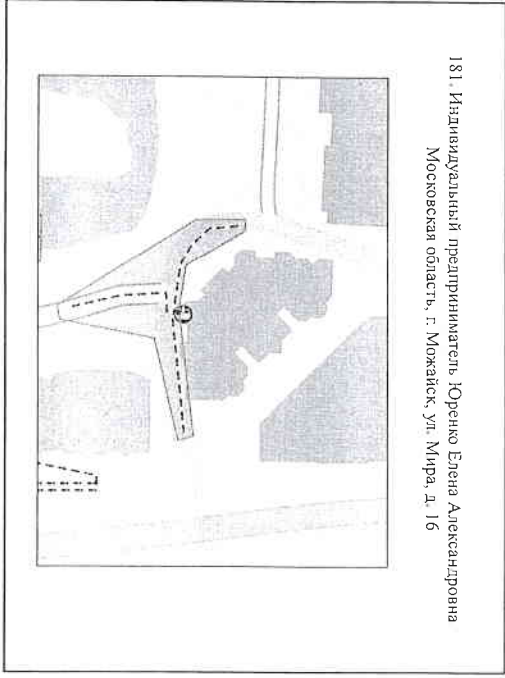 181. Индивидуальный предприниматель Юренко Елена Александровна
Московская область, г. Можайск, ул. Мира, д. 16